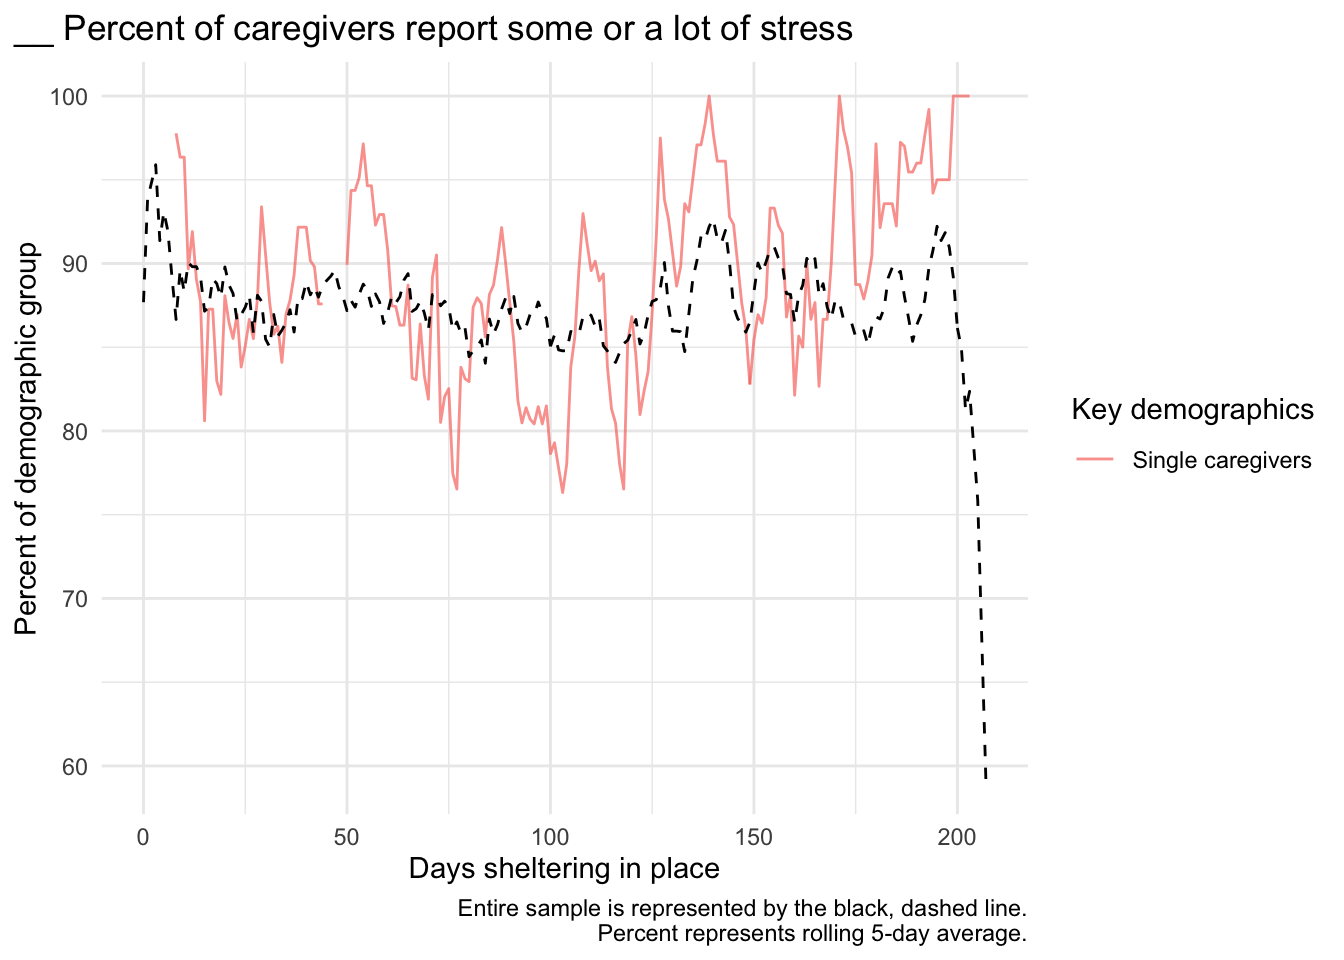 __ Percent of caregivers report some or a lot of stress
Percent of demographic group
100
90
80
70
60
0 50 100 150 200
Days sheltering in place
Key demographics
Single caregivers
Entire sample is represented by the black, dashed line.
Percent represents rolling 5-day average.